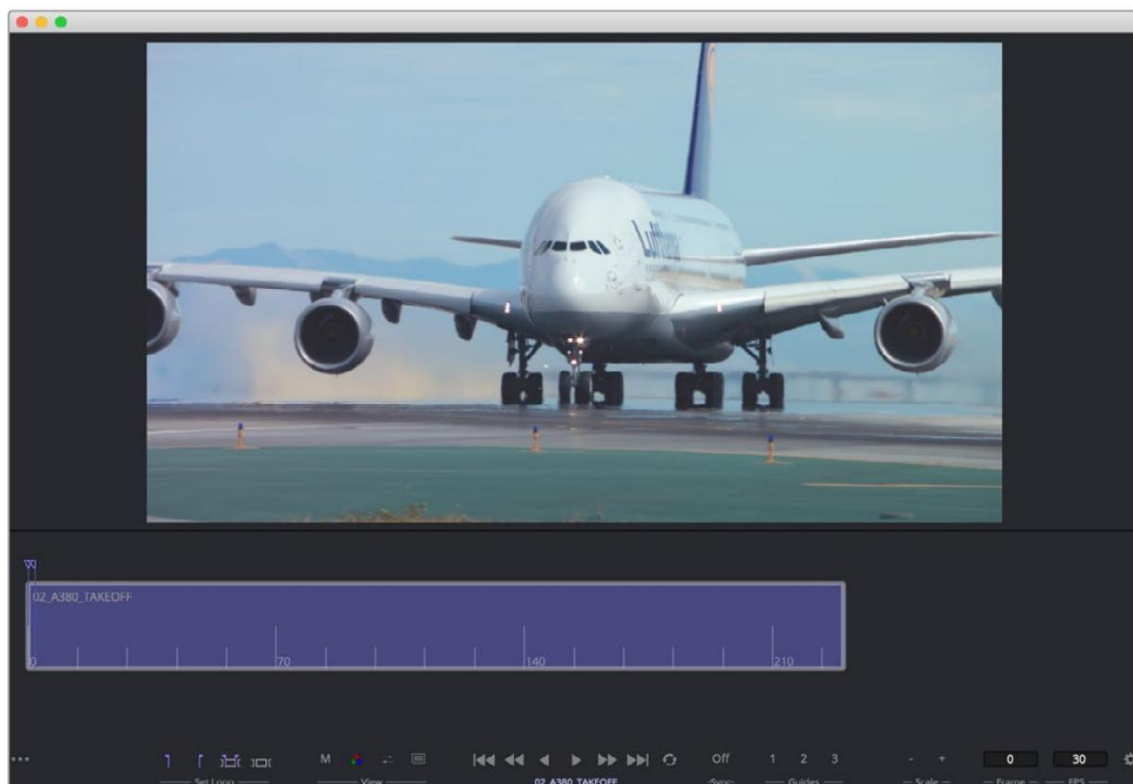 Lufthansa
02_A380_TAKEOFF
0 70 140 210
M Off 1 2 3 - + 0 30
Set Loop View 02_A380_TAKEOFF Sync Guides Scale Frame FPS